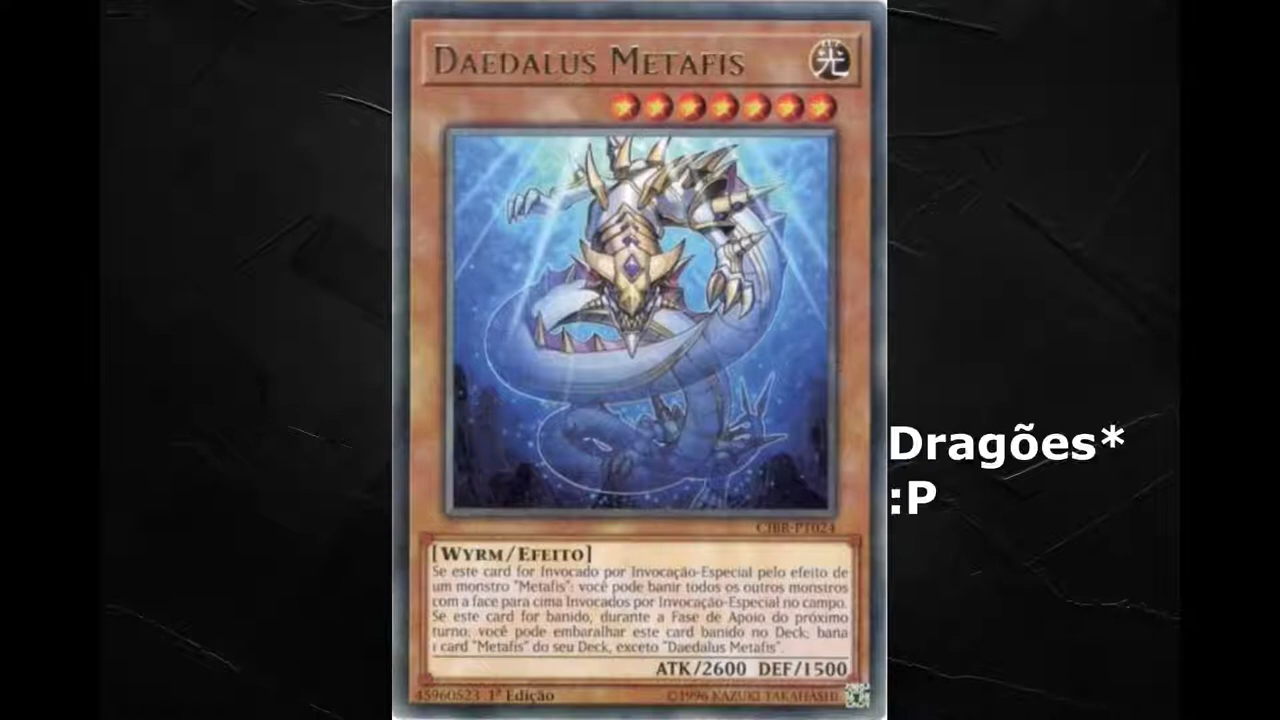 DAEDALUS METAFIS
光
CIBR-PT024
[WYRM/EFEITO]
Se este card for Invocado por Invocação-Especial pelo efeito de
um monstro "Metafis": você pode banir todos os outros monstros
com a face para cima Invocados por Invocação-Especial no campo.
Se este card for banido, durante a Fase de Apoio do próximo
turno: você pode embaralhar este card banido no Deck; bana
1 card "Metafis" do seu Deck, exceto "Daedalus Metafis".
ATK/2600 DEF/1500
45960523 1ª Edição
©1996 KAZUKI TAKAHASHI
Dragões*
:P